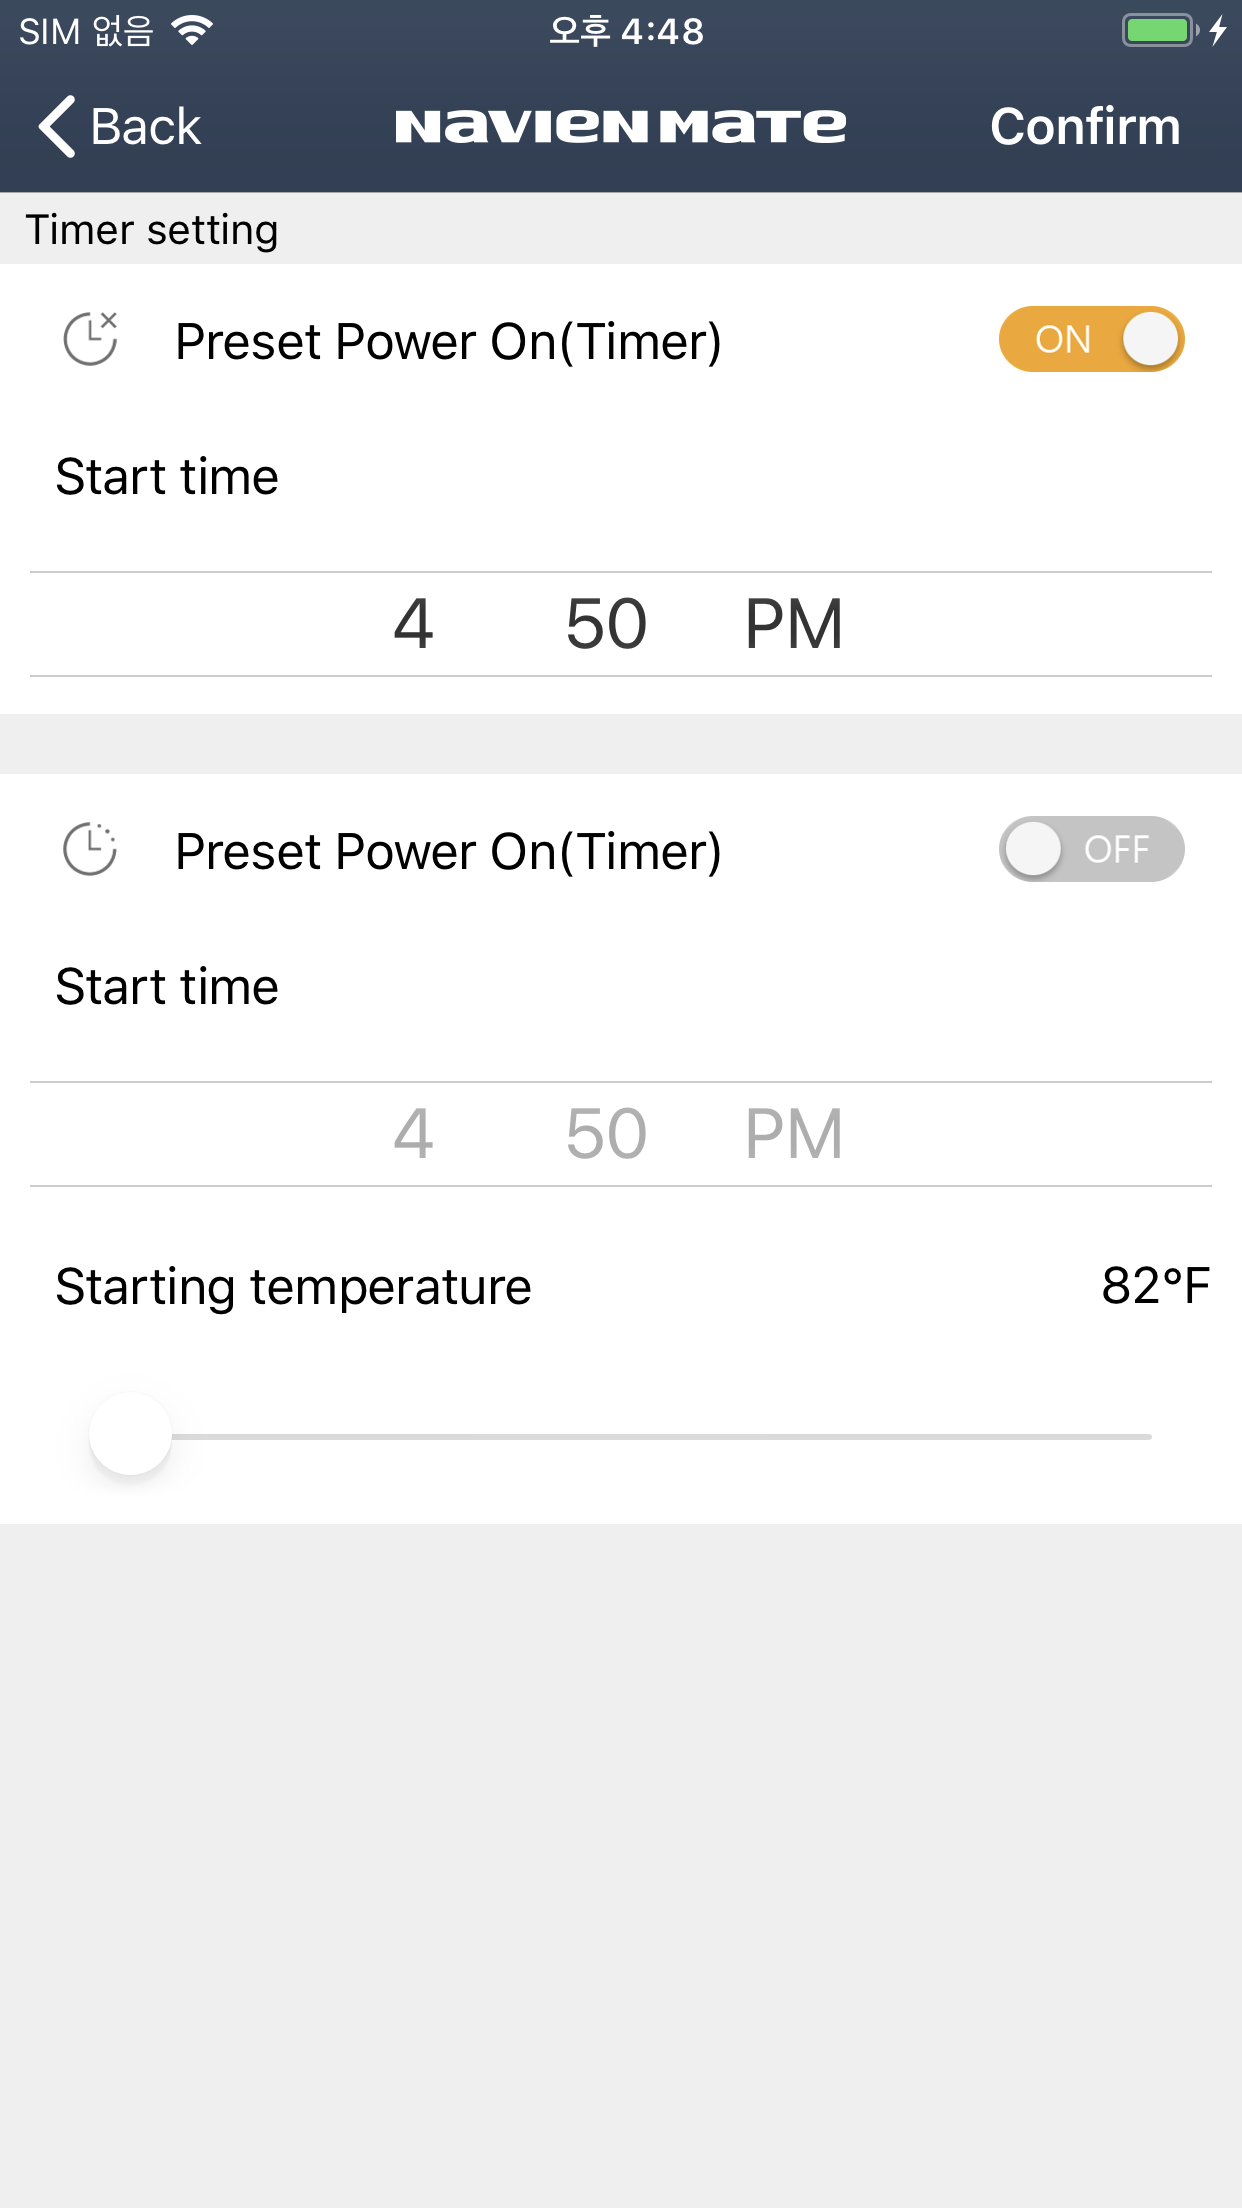 SIM 없음 오후 4:48
Back NAVIEN MATE Confirm
Timer setting
Preset Power On(Timer) ON
Start time
4 50 PM
Preset Power On(Timer) OFF
Start time
4 50 PM
Starting temperature 82°F